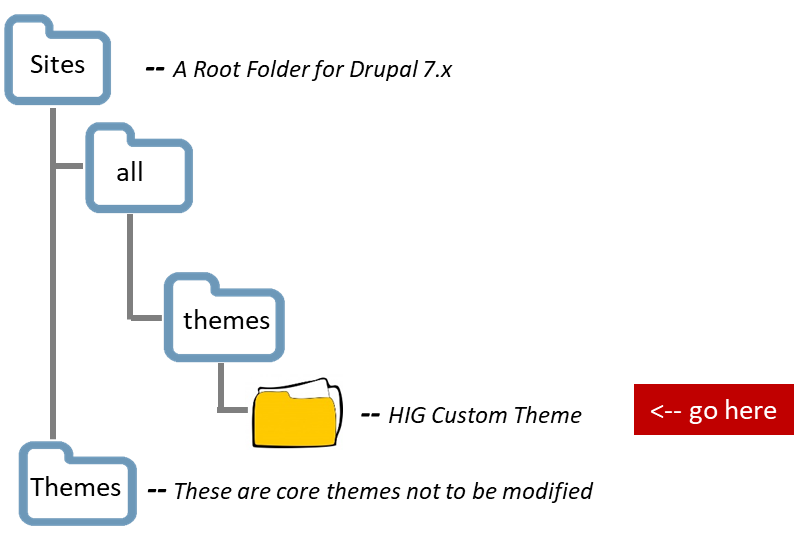 Sites
-- A Root Folder for Drupal 7.x
all
themes
-- HIG Custom Theme
<-- go here
Themes
-- These are core themes not to be modified